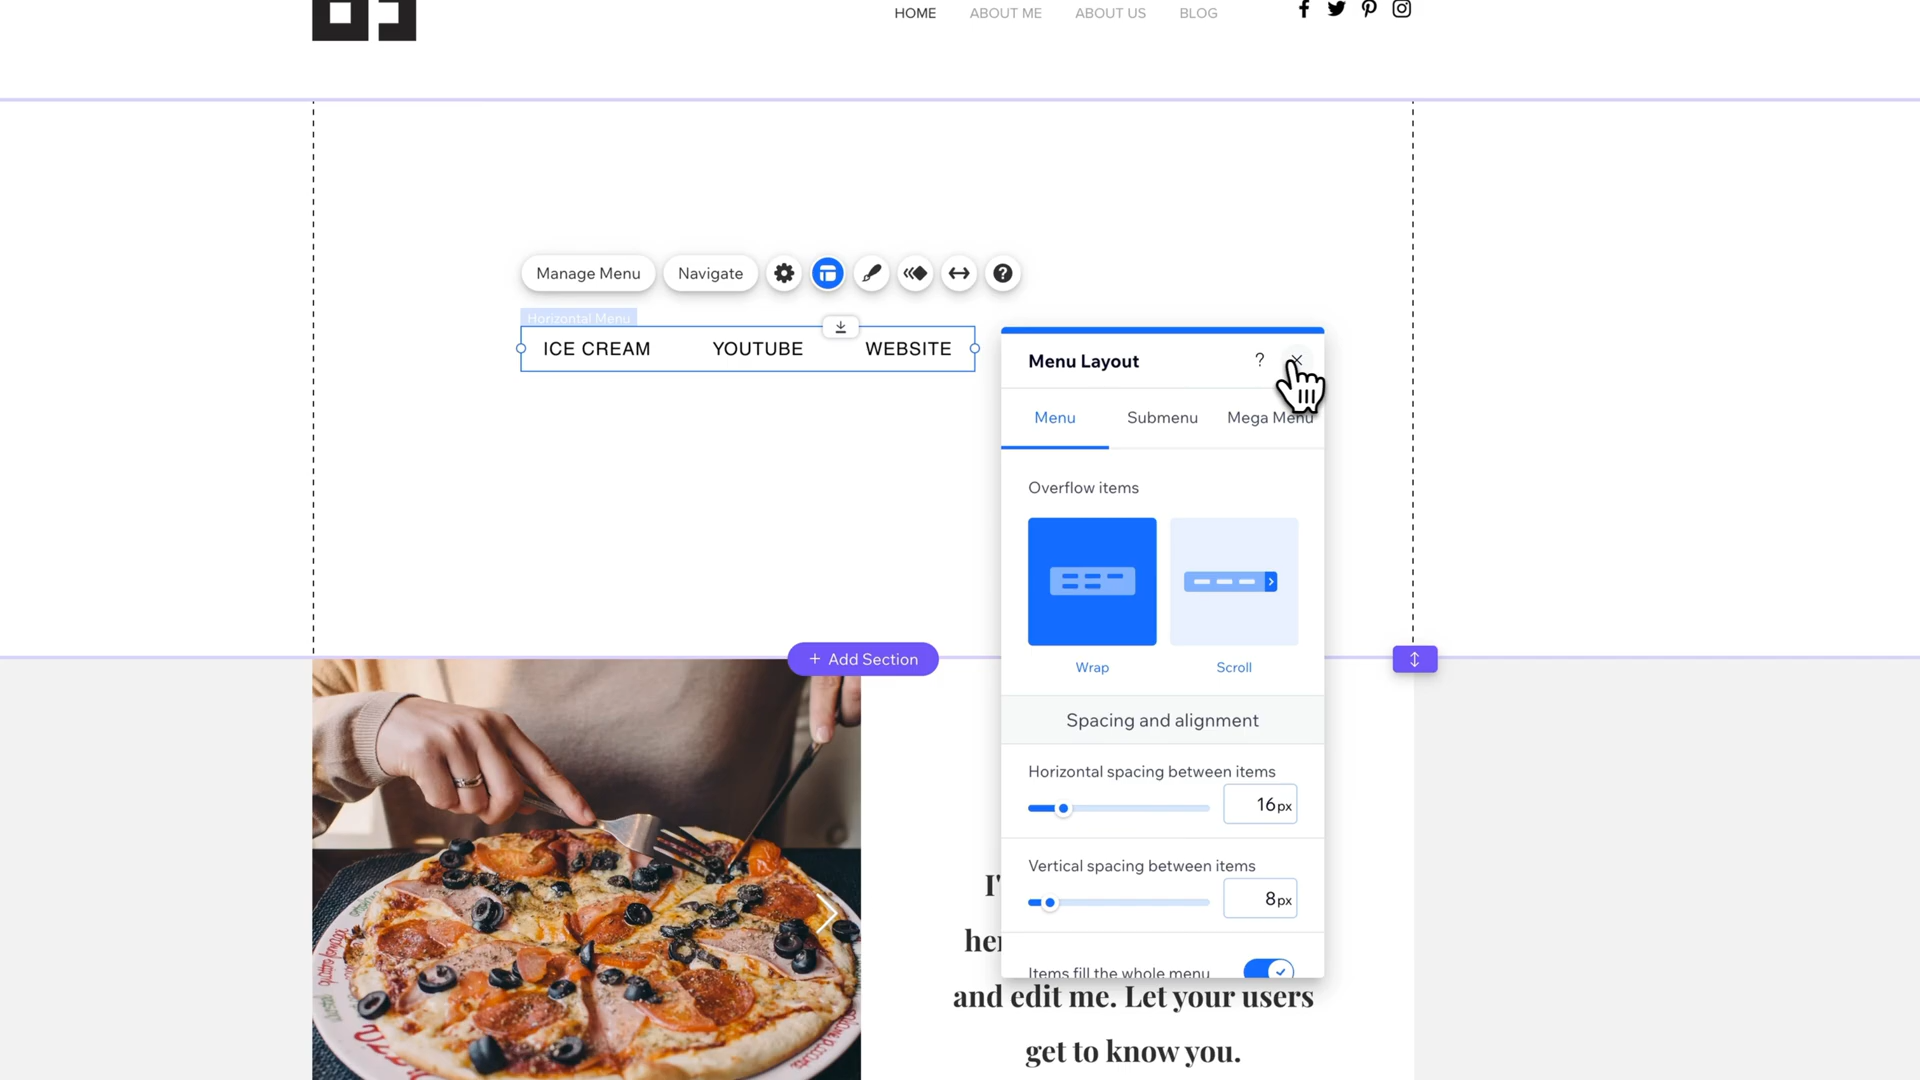 HOME ABOUT ME ABOUT US BLOG
Manage Menu Navigate
Horizontal Menu
ICE CREAM YOUTUBE WEBSITE
Menu Layout ?
Menu Submenu Mega Menu
Overflow items
Wrap Scroll
+ Add Section
Spacing and alignment
Horizontal spacing between items
16px
Vertical spacing between items
8px
Items fill the whole menu
and edit me. Let your users
get to know you.